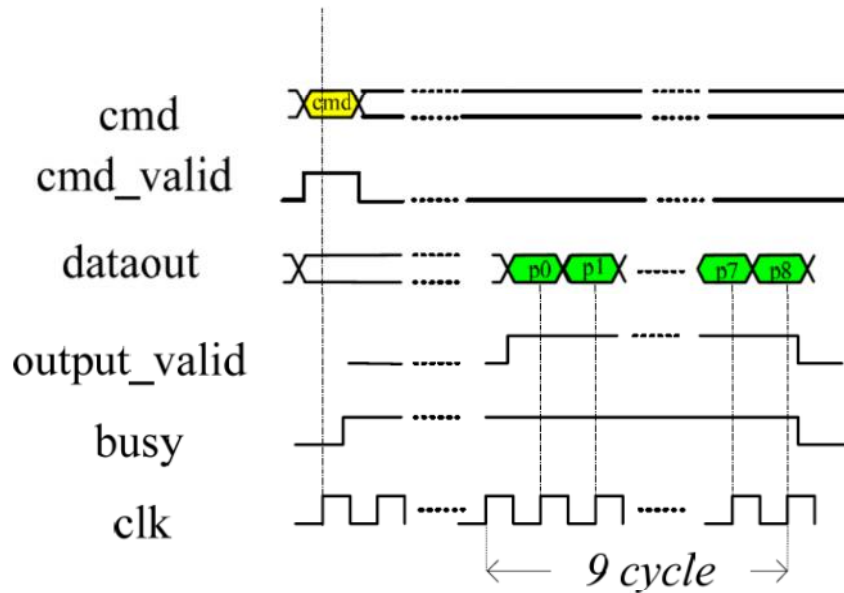 cmd cmd
cmd_valid
dataout p0 p1 p7 p8
output_valid
busy
clk
9 cycle